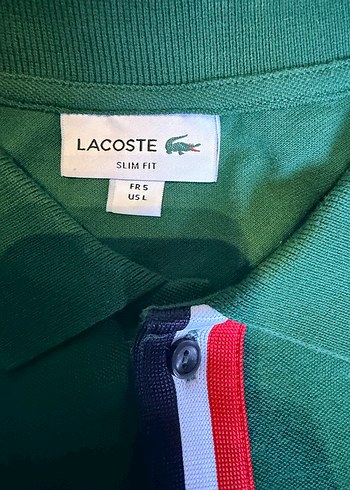 LACOSTE
SLIM FIT
FR 5
US L